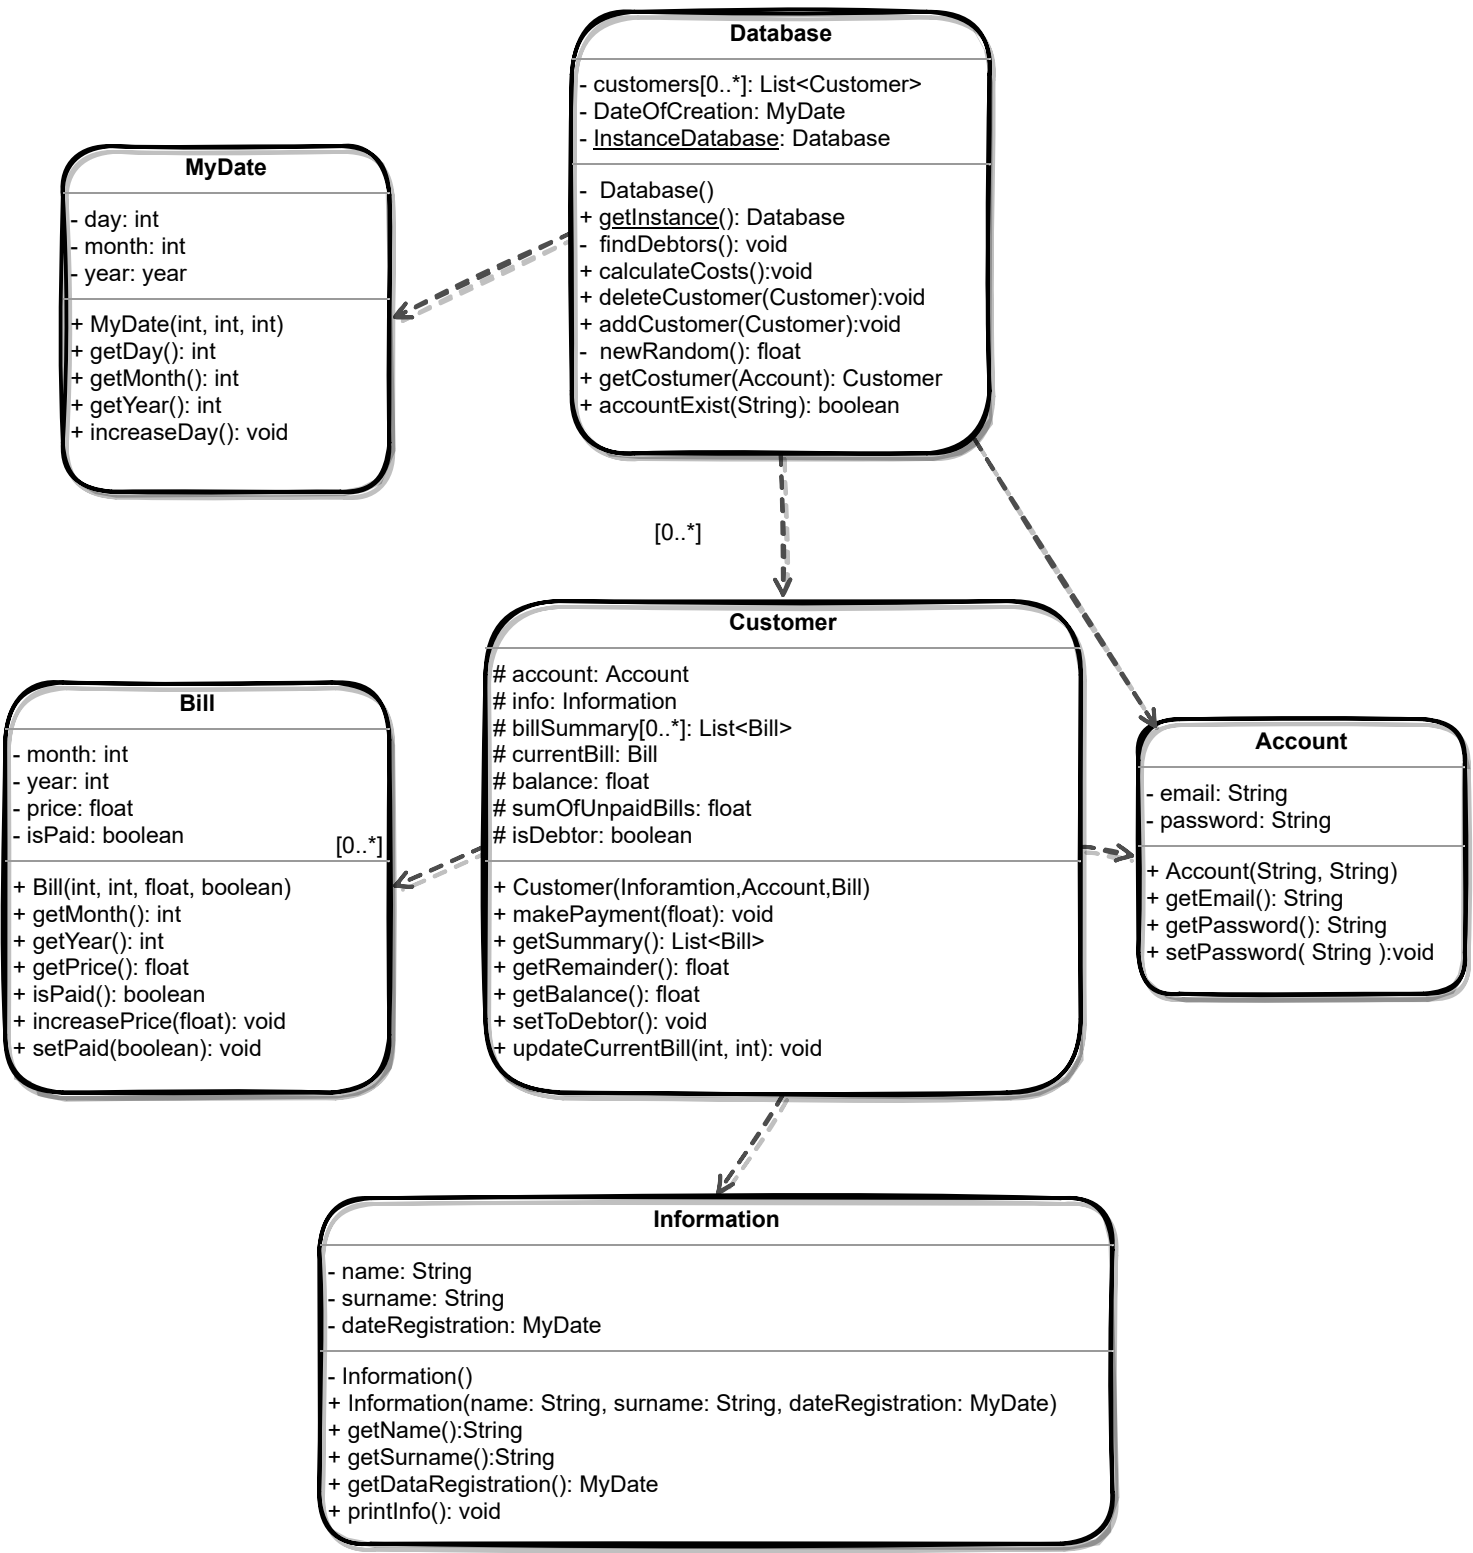 Database
- customers[0..*]: List<Customer>
- DateOfCreation: MyDate
- InstanceDatabase: Database
- Database()
+ getInstance(): Database
- findDebtors(): void
+ calculateCosts():void
+ deleteCustomer(Customer):void
+ addCustomer(Customer):void
- newRandom(): float
+ getCostumer(Account): Customer
+ accountExist(String): boolean
MyDate
- day: int
- month: int
- year: year
+ MyDate(int, int, int)
+ getDay(): int
+ getMonth(): int
+ getYear(): int
+ increaseDay(): void
[0..*]
Customer
# account: Account
# info: Information
# billSummary[0..*]: List<Bill>
# currentBill: Bill
# balance: float
# sumOfUnpaidBills: float
# isDebtor: boolean
+ Customer(Inforamtion,Account,Bill)
+ makePayment(float): void
+ getSummary(): List<Bill>
+ getRemainder(): float
+ getBalance(): float
+ setToDebtor(): void
+ updateCurrentBill(int, int): void
Bill
- month: int
- year: int
- price: float
- isPaid: boolean
[0..*]
+ Bill(int, int, float, boolean)
+ getMonth(): int
+ getYear(): int
+ getPrice(): float
+ isPaid(): boolean
+ increasePrice(float): void
+ setPaid(boolean): void
Account
- email: String
- password: String
+ Account(String, String)
+ getEmail(): String
+ getPassword(): String
+ setPassword( String ):void
Information
- name: String
- surname: String
- dateRegistration: MyDate
- Information()
+ Information(name: String, surname: String, dateRegistration: MyDate)
+ getName():String
+ getSurname():String
+ getDataRegistration(): MyDate
+ printInfo(): void